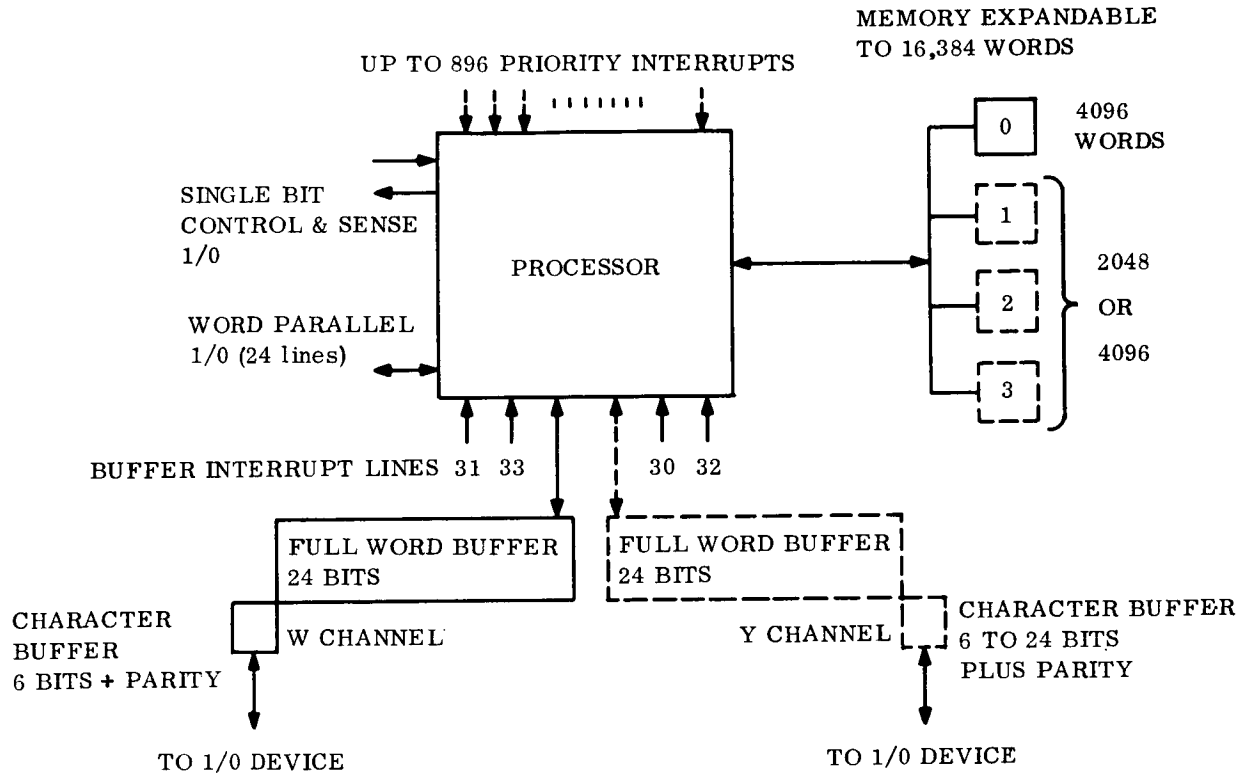 MEMORY EXPANDABLE
TO 16,384 WORDS
UP TO 896 PRIORITY INTERRUPTS
0
4096
WORDS
SINGLE BIT
CONTROL & SENSE
1/0
1
PROCESSOR
2048
2
OR
WORD PARALLEL
1/0 (24 lines)
4096
3
BUFFER INTERRUPT LINES 31 33 30 32
FULL WORD BUFFER
24 BITS
FULL WORD BUFFER
24 BITS
CHARACTER
BUFFER
6 BITS + PARITY
W CHANNEL
Y CHANNEL
CHARACTER BUFFER
6 TO 24 BITS
PLUS PARITY
TO 1/0 DEVICE
TO 1/0 DEVICE